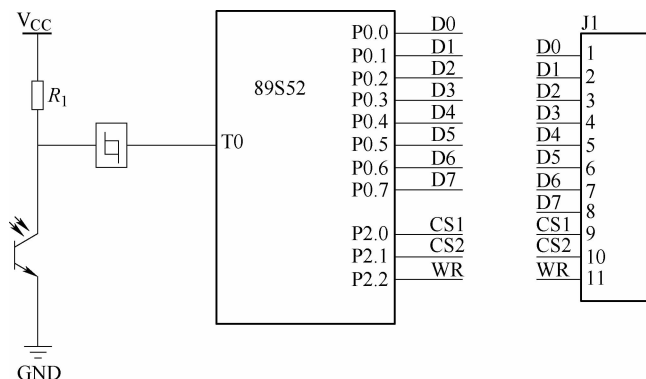 VCC
R1
GND
89S52
T0
P0.0 D0
P0.1 D1
P0.2 D2
P0.3 D3
P0.4 D4
P0.5 D5
P0.6 D6
P0.7 D7
P2.0 CS1
P2.1 CS2
P2.2 WR
J1
D0 1
D1 2
D2 3
D3 4
D4 5
D5 6
D6 7
D7 8
CS1 9
CS2 10
WR 11